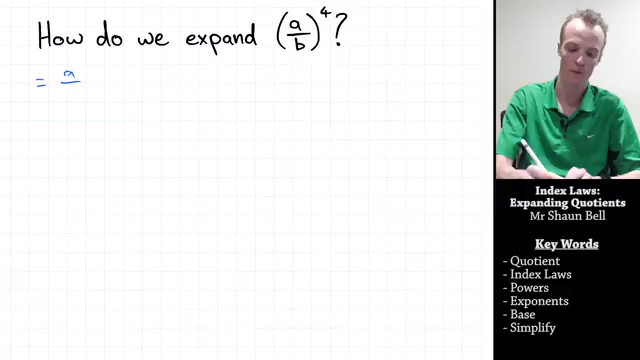 How do we expand (a/b)⁴?
= a
Index Laws:
Expanding Quotients
Mr Shaun Bell
Key Words
- Quotient
- Index Laws
- Powers
- Exponents
- Base
- Simplify